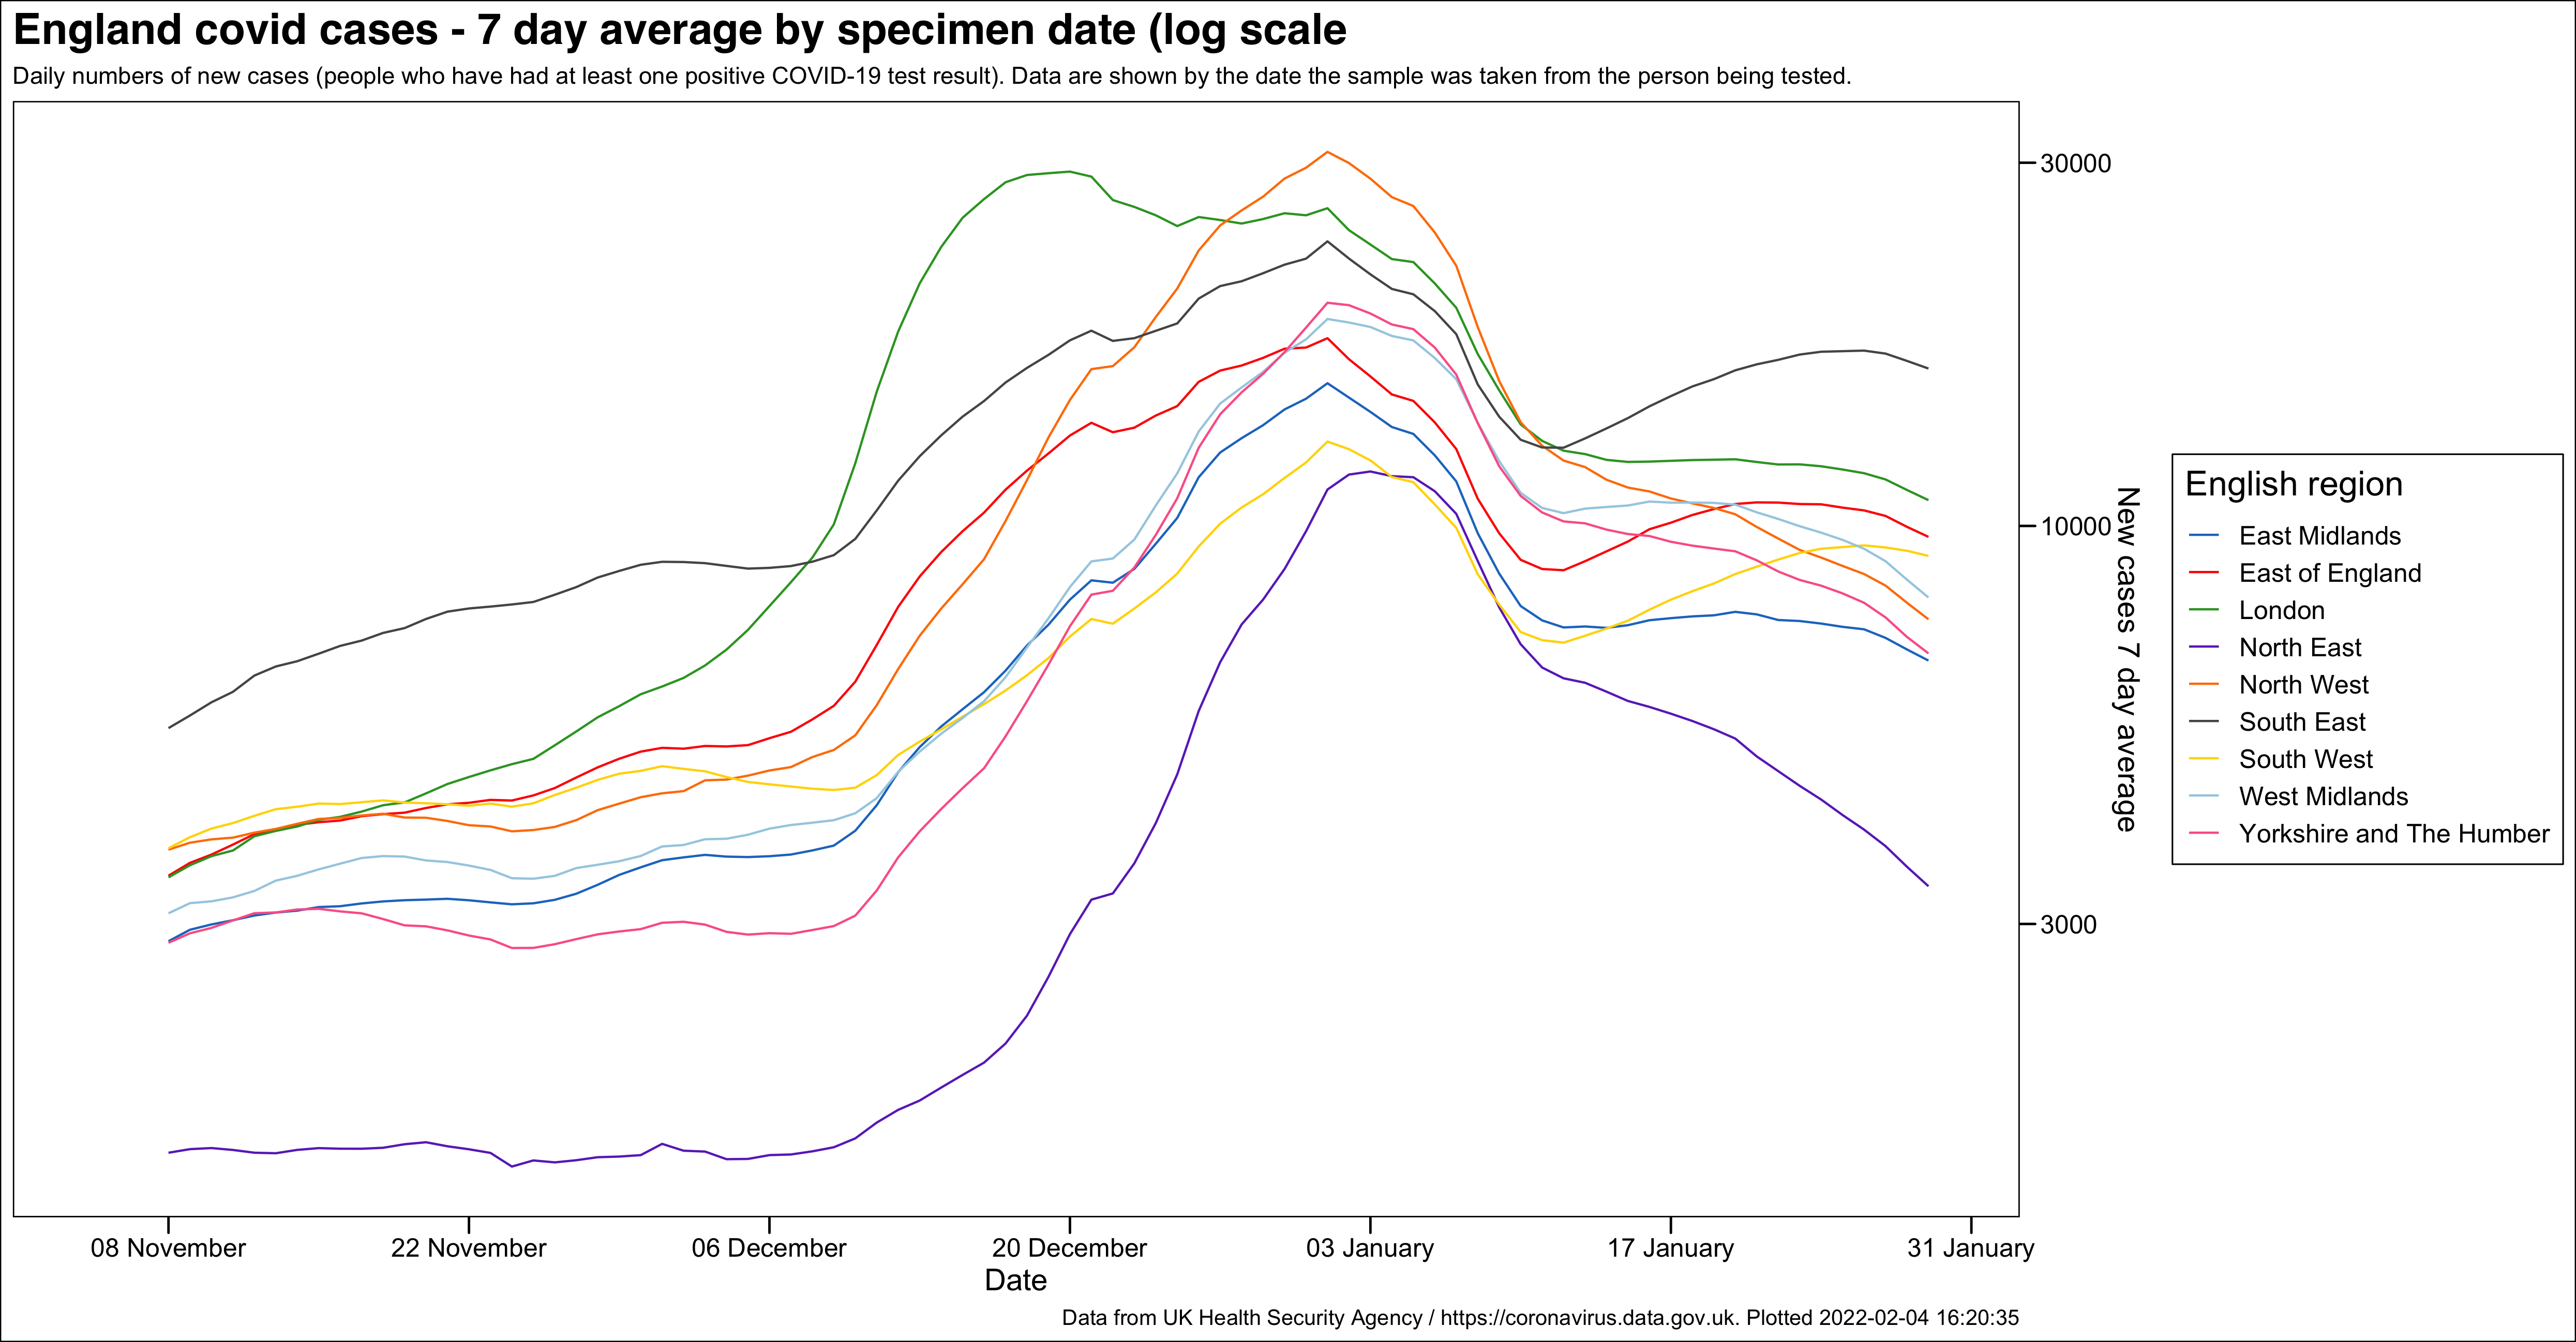 England covid cases - 7 day average by specimen date (log scale
Daily numbers of new cases (people who have had at least one positive COVID-19 test result). Data are shown by the date the sample was taken from the person being tested.
30000
10000
3000
New cases 7 day average
English region
East Midlands
East of England
London
North East
North West
South East
South West
West Midlands
Yorkshire and The Humber
08 November
22 November
06 December
20 December
03 January
17 January
31 January
Date
Data from UK Health Security Agency / https://coronavirus.data.gov.uk. Plotted 2022-02-04 16:20:35